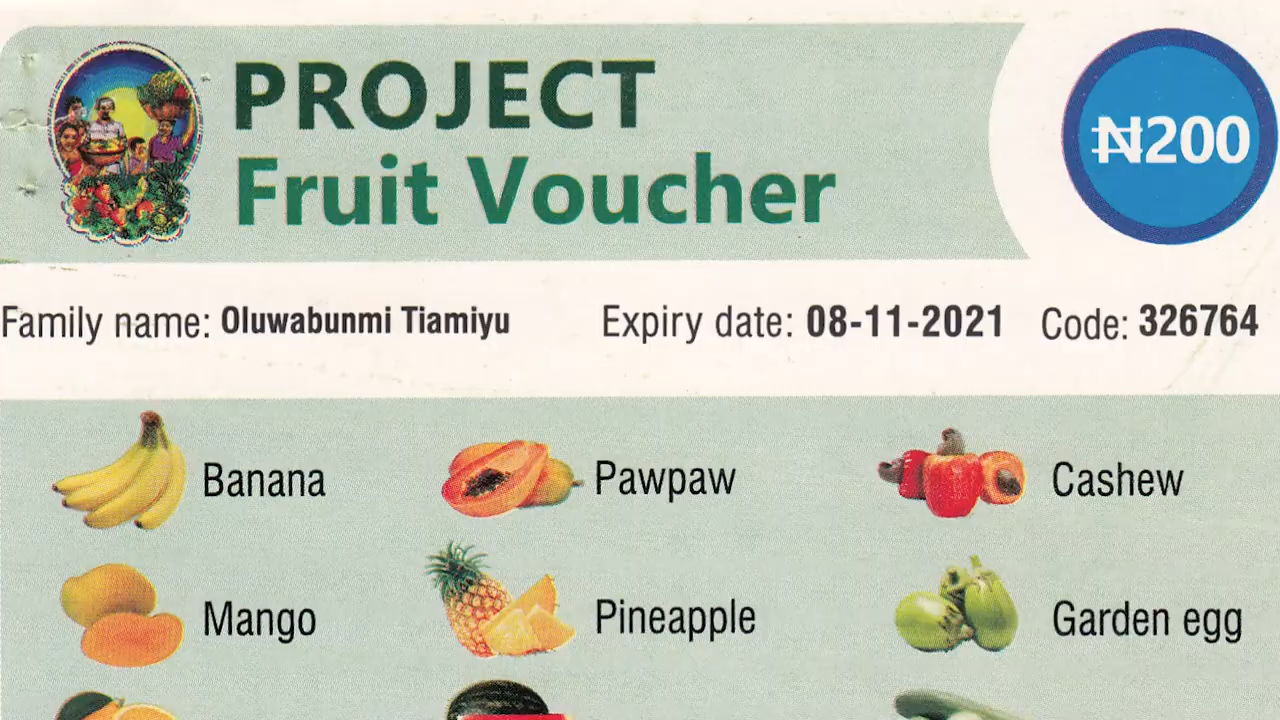 PROJECT
Fruit Voucher
₦200
Family name: Oluwabunmi Tiamiyu Expiry date: 08-11-2021 Code: 326764
Banana Pawpaw Cashew
Mango Pineapple Garden egg